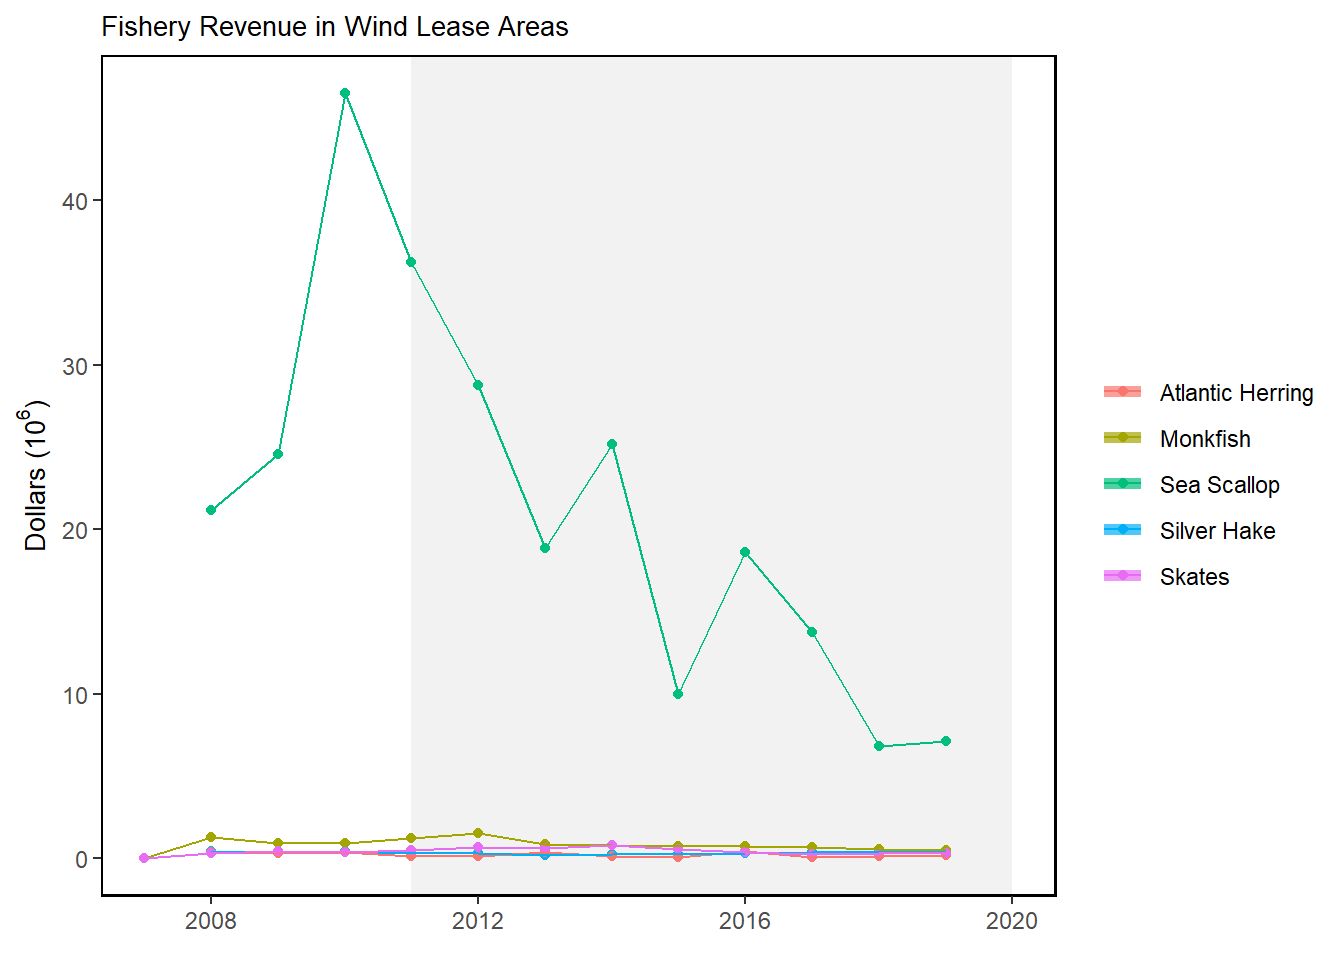 Fishery Revenue in Wind Lease Areas
Dollars (10⁶)
40
30
20
10
0
2008
2012
2016
2020
Atlantic Herring
Monkfish
Sea Scallop
Silver Hake
Skates